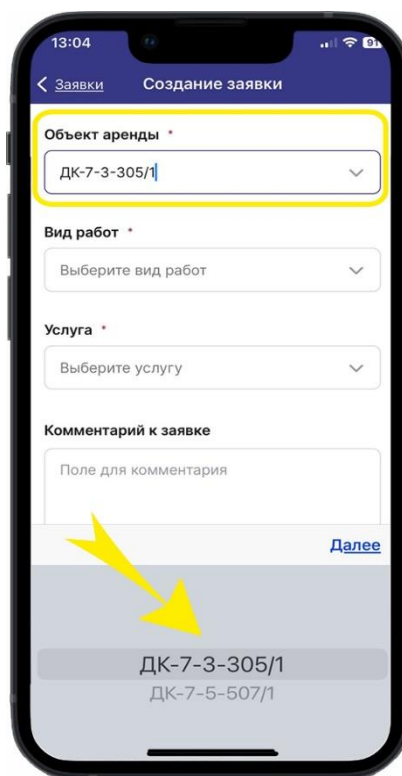 13:04
91
Заявки Создание заявки
Объект аренды *
ДК-7-3-305/1
Вид работ *
Выберите вид работ
Услуга *
Выберите услугу
Комментарий к заявке
Поле для комментария
Далее
ДК-7-3-305/1
ДК-7-5-507/1